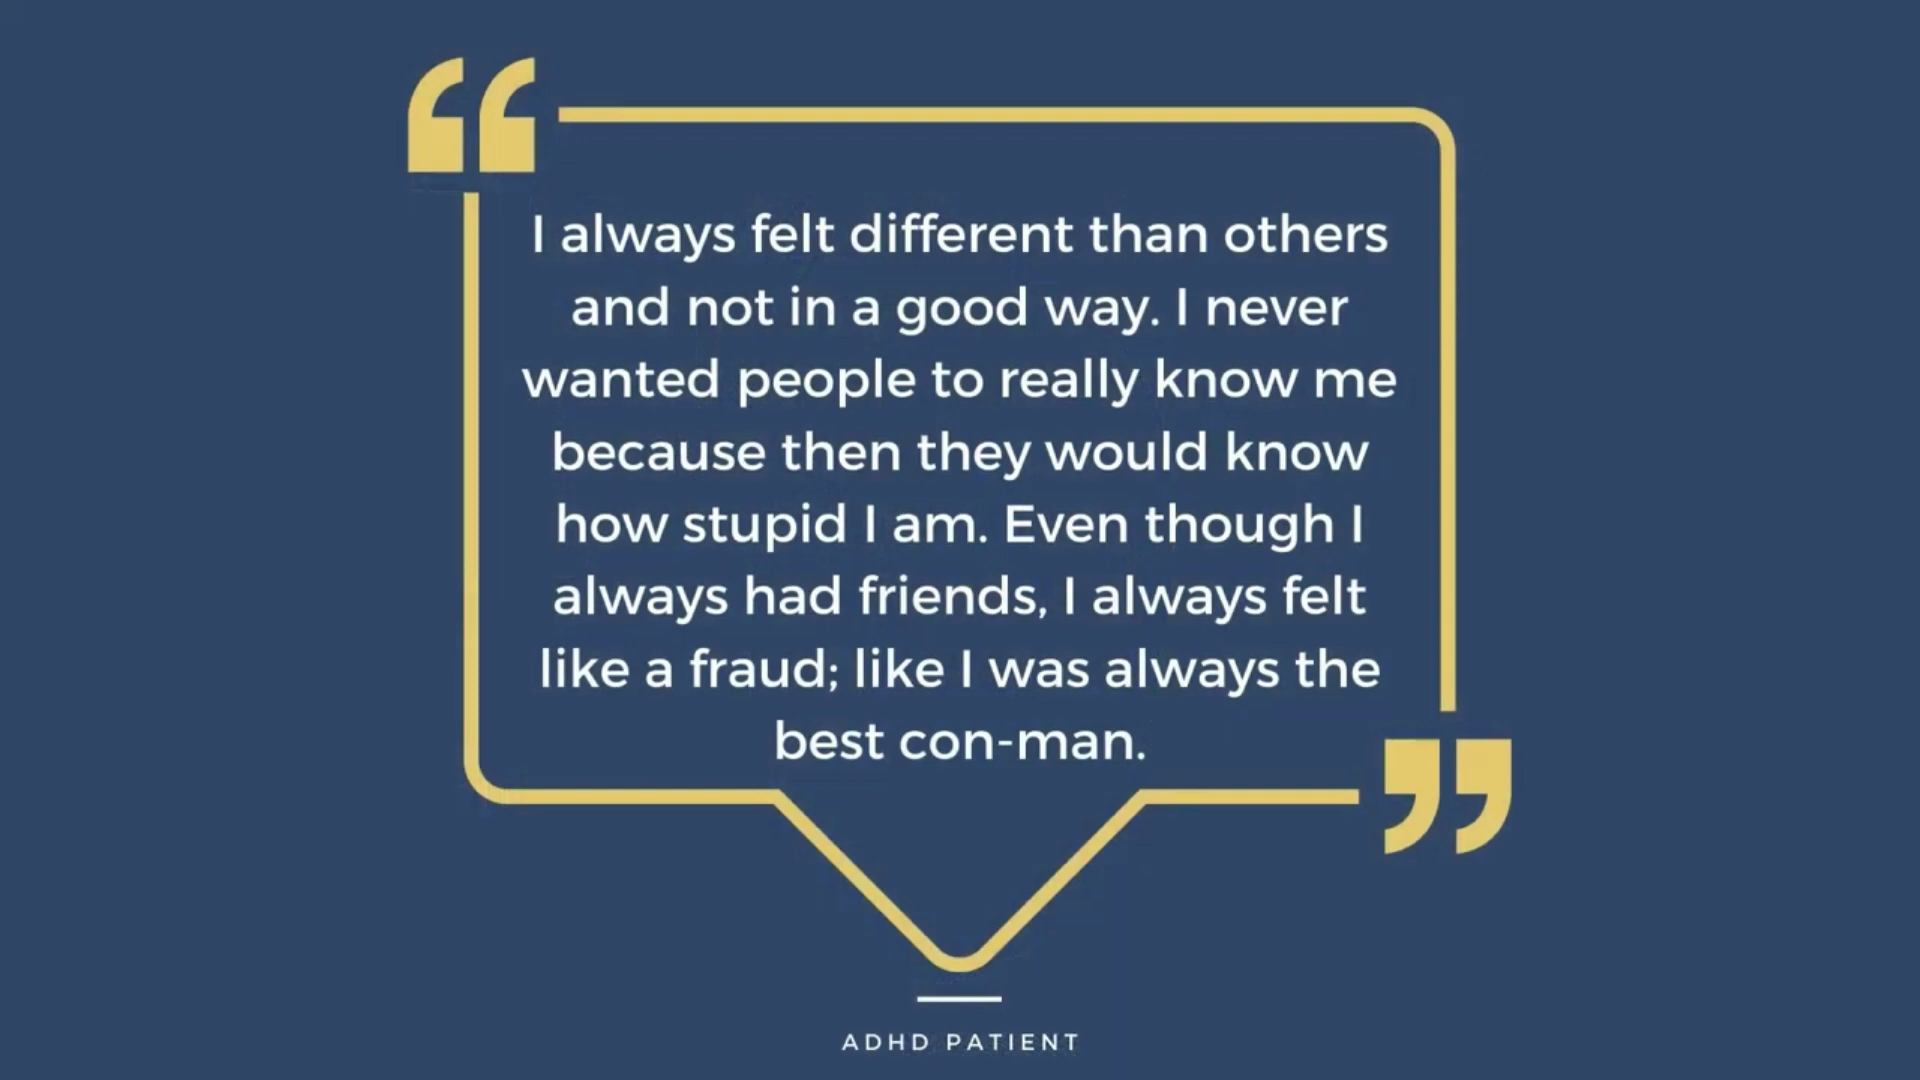 “
I always felt different than others
and not in a good way. I never
wanted people to really know me
because then they would know
how stupid I am. Even though I
always had friends, I always felt
like a fraud; like I was always the
best con-man.
”
ADHD PATIENT